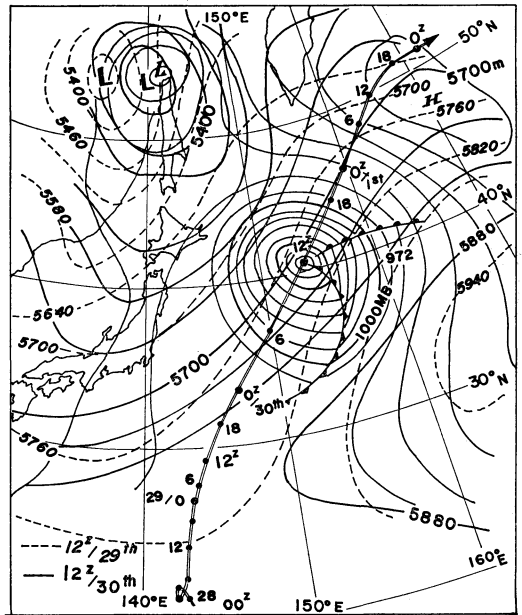 150°E
0ᶻ
50°N
18
5700m
L
L
L
5400
12
5700
H
5760
5460
5400
6
5820
0ᶻ
1st
5580
18
40°N
12ᶻ
5880
972
5640
1000MB
5940
5700
6
5700
0ᶻ
30°N
30th
18
5760
12ᶻ
6
29/0
5880
12ᶻ/29th
12
160°E
12ᶻ/30th
28
00ᶻ
140°E
150°E